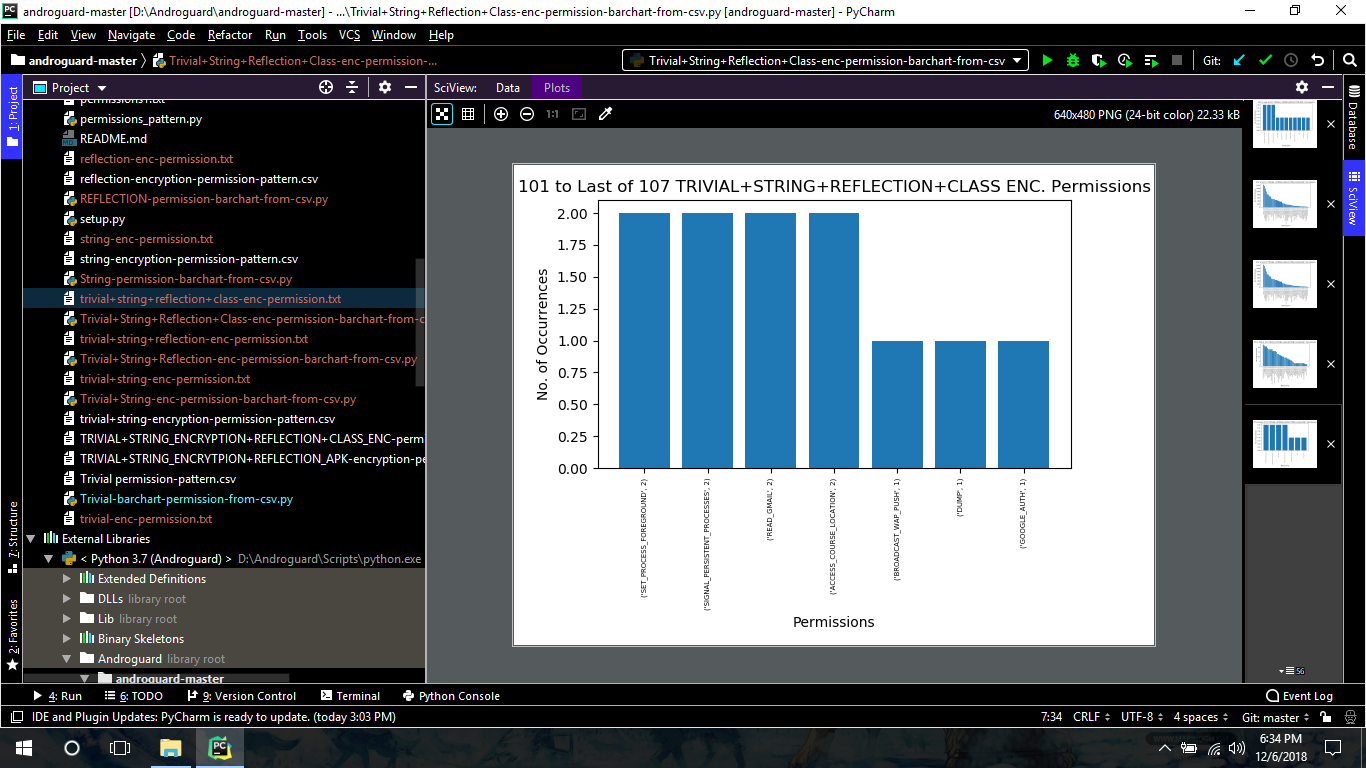 androguard-master [D:\Androguard\androguard-master] - ...\Trivial+String+Reflection+Class-enc-permission-barchart-from-csv.py [androguard-master] - PyCharm
File Edit View Navigate Code Refactor Run Tools VCS Window Help
androguard-master Trivial+String+Reflection+Class-enc-permission-... Trivial+String+Reflection+Class-enc-permission-barchart-from-csv Git:
1: Project
Project
permissions1.txt
permissions_pattern.py
README.md
reflection-enc-permission.txt
reflection-encryption-permission-pattern.csv
REFLECTION-permission-barchart-from-csv.py
setup.py
string-enc-permission.txt
string-encryption-permission-pattern.csv
String-permission-barchart-from-csv.py
trivial+string+reflection+class-enc-permission.txt
Trivial+String+Reflection+Class-enc-permission-barchart-from-c
trivial+string+reflection-enc-permission.txt
Trivial+String+Reflection-enc-permission-barchart-from-csv.py
trivial+string-enc-permission.txt
Trivial+String-enc-permission-barchart-from-csv.py
trivial+string-encryption-permission-pattern.csv
TRIVIAL+STRING_ENCRYPTION+REFLECTION+CLASS_ENC-perm
TRIVIAL+STRING_ENCRYTPION+REFLECTION_APK-encryption-pe
Trivial permission-pattern.csv
Trivial-barchart-permission-from-csv.py
trivial-enc-permission.txt
External Libraries
< Python 3.7 (Androguard) > D:\Androguard\Scripts\python.exe
Extended Definitions
DLLs library root
Lib library root
Binary Skeletons
Androguard library root
androguard-master
7: Structure
2: Favorites
SciView: Data Plots
1:1
640x480 PNG (24-bit color) 22.33 kB
101 to Last of 107 TRIVIAL+STRING+REFLECTION+CLASS ENC. Permissions
No. of Occurrences
2.00
1.75
1.50
1.25
1.00
0.75
0.50
0.25
0.00
('SET_PROCESS_FOREGROUND', 2)
('SIGNAL_PERSISTENT_PROCESSES', 2)
('READ_GMAIL', 2)
('ACCESS_COURSE_LOCATION', 2)
('BROADCAST_WAP_PUSH', 1)
('DUMP', 1)
('GOOGLE_AUTH', 1)
Permissions
56
Database
SciView
4: Run 6: TODO 9: Version Control Terminal Python Console Event Log
IDE and Plugin Updates: PyCharm is ready to update. (today 3:03 PM) 7:34 CRLF UTF-8 4 spaces Git: master
6:34 PM
12/6/2018